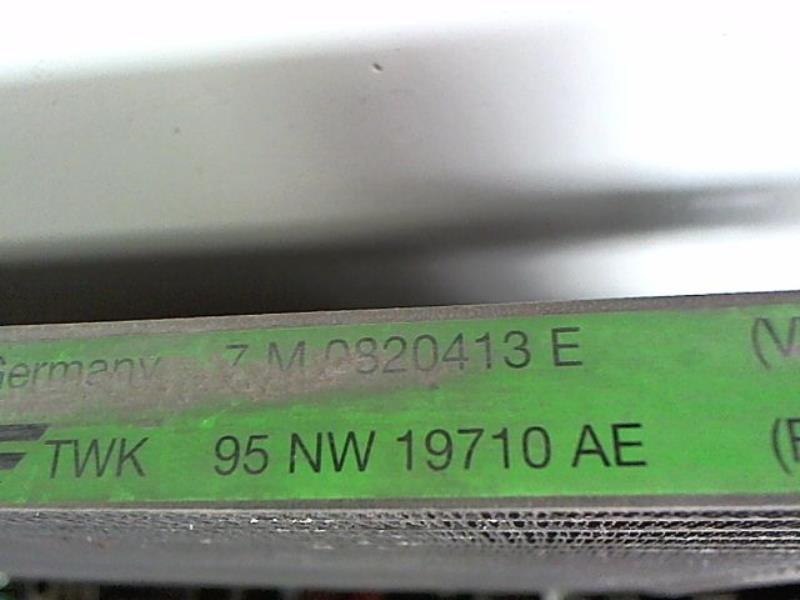 Germany 7 M 0820413 E (V
TWK 95 NW 19710 AE (F